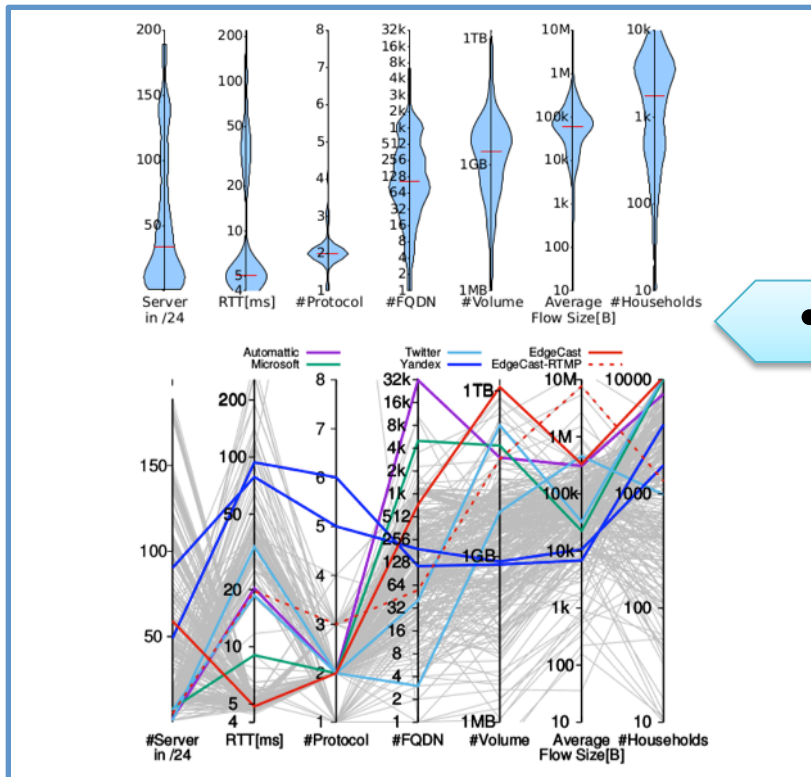 200
150
100
50
200
100
50
20
10
5
4
8
7
6
5
4
3
2
1
32k
16k
12k
6k
3k
2k
1k
512
256
128
64
32
16
8
4
2
1
1TB
1GB
1MB
10M
1M
100k
10k
1k
100
10
10k
1k
100
10
Server in /24
RTT[ms]
#Protocol
#FQDN
#Volume
Average Flow Size[B]
#Households
Automattic
Microsoft
Twitter
Yandex
EdgeCast
EdgeCast-RTMP
150
100
50
200
100
50
20
10
5
4
8
7
6
5
4
3
2
1
32k
16k
8k
4k
2k
1k
512
256
128
64
32
16
8
4
2
1
1TB
1GB
1MB
10M
1M
100k
10k
1k
100
10
10000
1000
100
10
#Server in /24
RTT[ms]
#Protocol
#FQDN
#Volume
Average Flow Size[B]
#Households